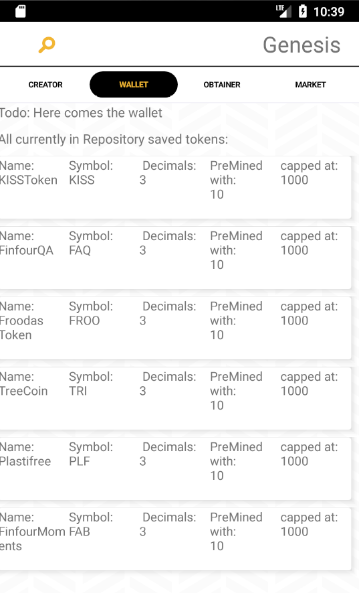 LTE 10:39
Genesis
CREATOR WALLET OBTAINER MARKET
Todo: Here comes the wallet
All currently in Repository saved tokens:
Name: Symbol: Decimals: PreMined capped at:
KISSToken KISS 3 with: 1000
10
Name: Symbol: Decimals: PreMined capped at:
FinfourQA FAQ 3 with: 1000
10
Name: Symbol: Decimals: PreMined capped at:
Froodas FROO 3 with: 1000
Token 10
Name: Symbol: Decimals: PreMined capped at:
TreeCoin TRI 3 with: 1000
10
Name: Symbol: Decimals: PreMined capped at:
Plastifree PLF 3 with: 1000
10
Name: Symbol: Decimals: PreMined capped at:
FinfourMom FAB 3 with: 1000
ents 10